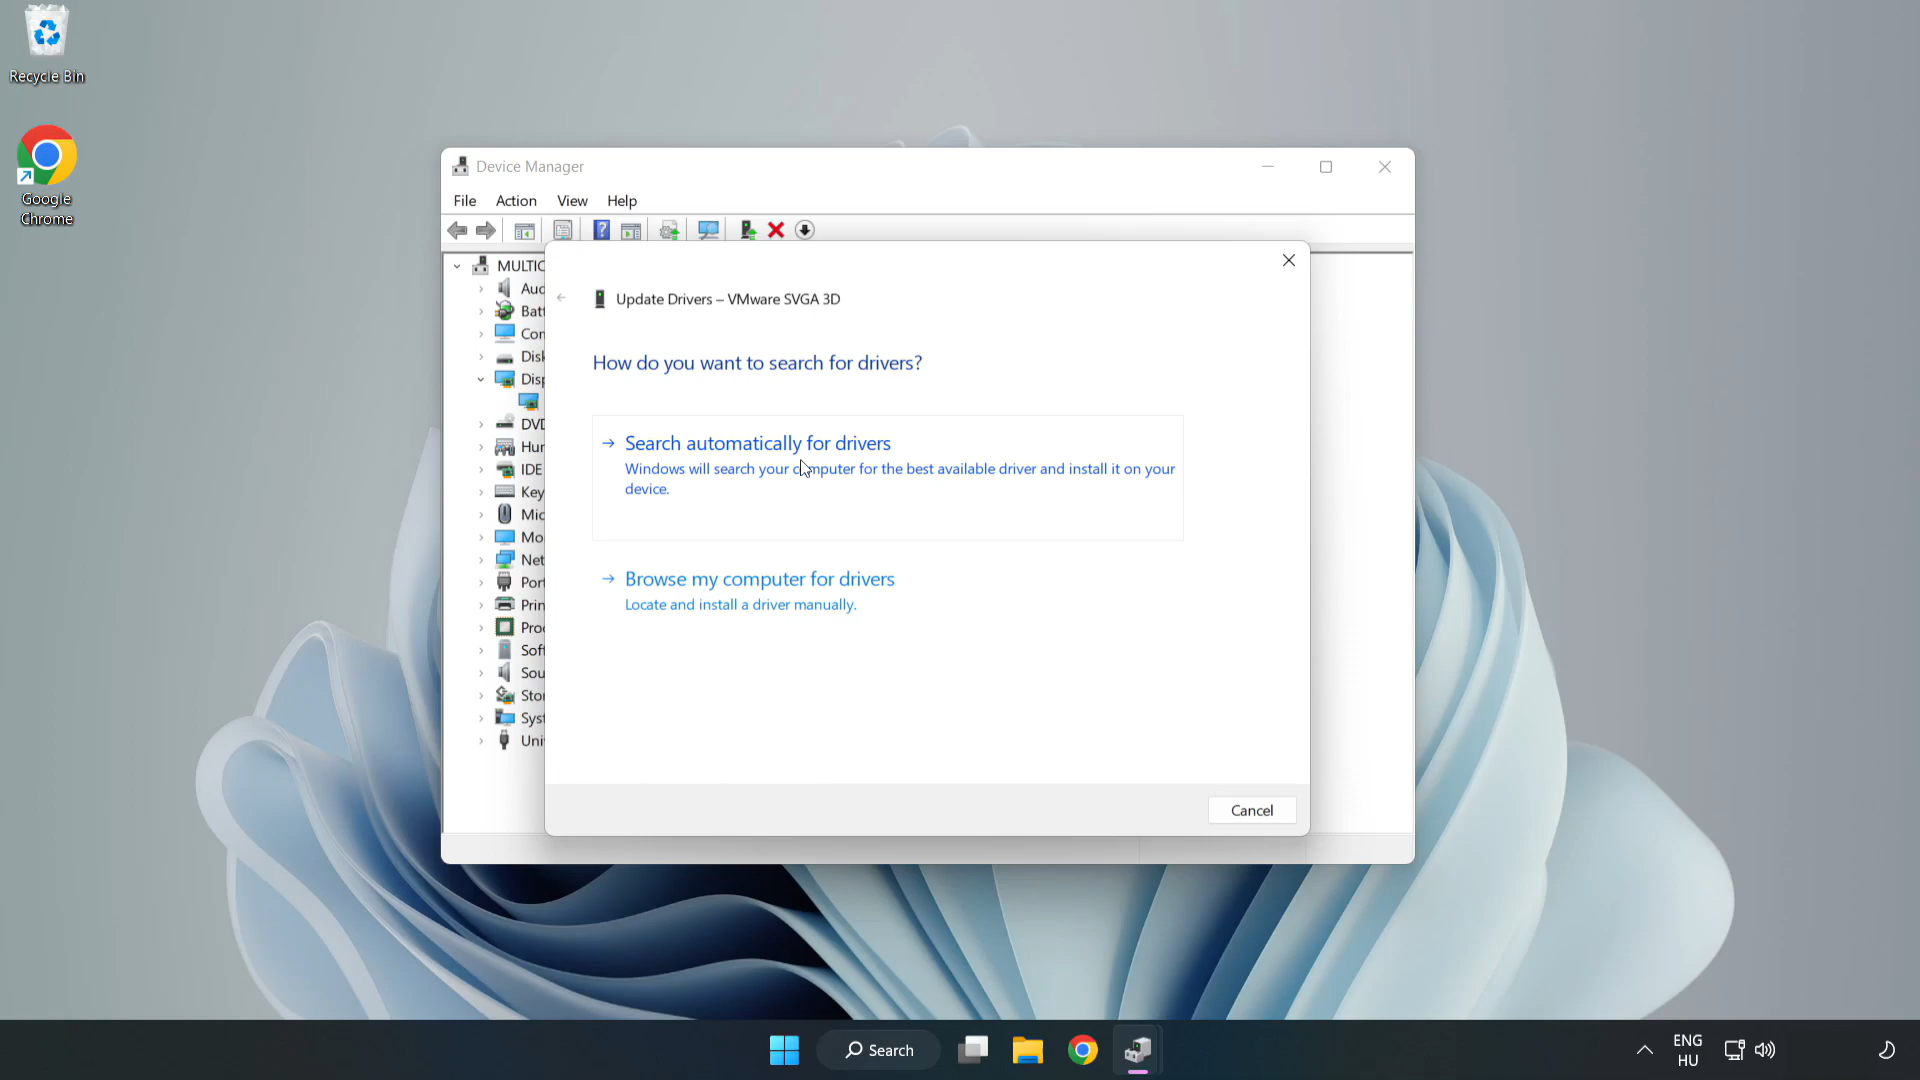 Recycle Bin
Google
Chrome
Device Manager
File Action View Help
MULTIC
Aud
Batt
Com
Disk
Disp
DVD
Hum
IDE
Key
Mic
Mo
Net
Port
Prin
Proc
Soft
Sou
Stor
Syst
Uni
Update Drivers – VMware SVGA 3D
How do you want to search for drivers?
Search automatically for drivers
Windows will search your computer for the best available driver and install it on your
device.
Browse my computer for drivers
Locate and install a driver manually.
Cancel
Search
ENG
HU